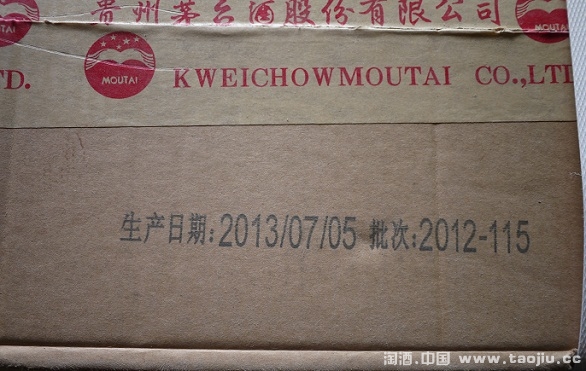 贵州茅台酒股份有限公司
TD. MOUTAI KWEICHOWMOUTAI CO.,LTD
生产日期:2013/07/05 批次:2012-115
淘酒.中国 www.taojiu.cc